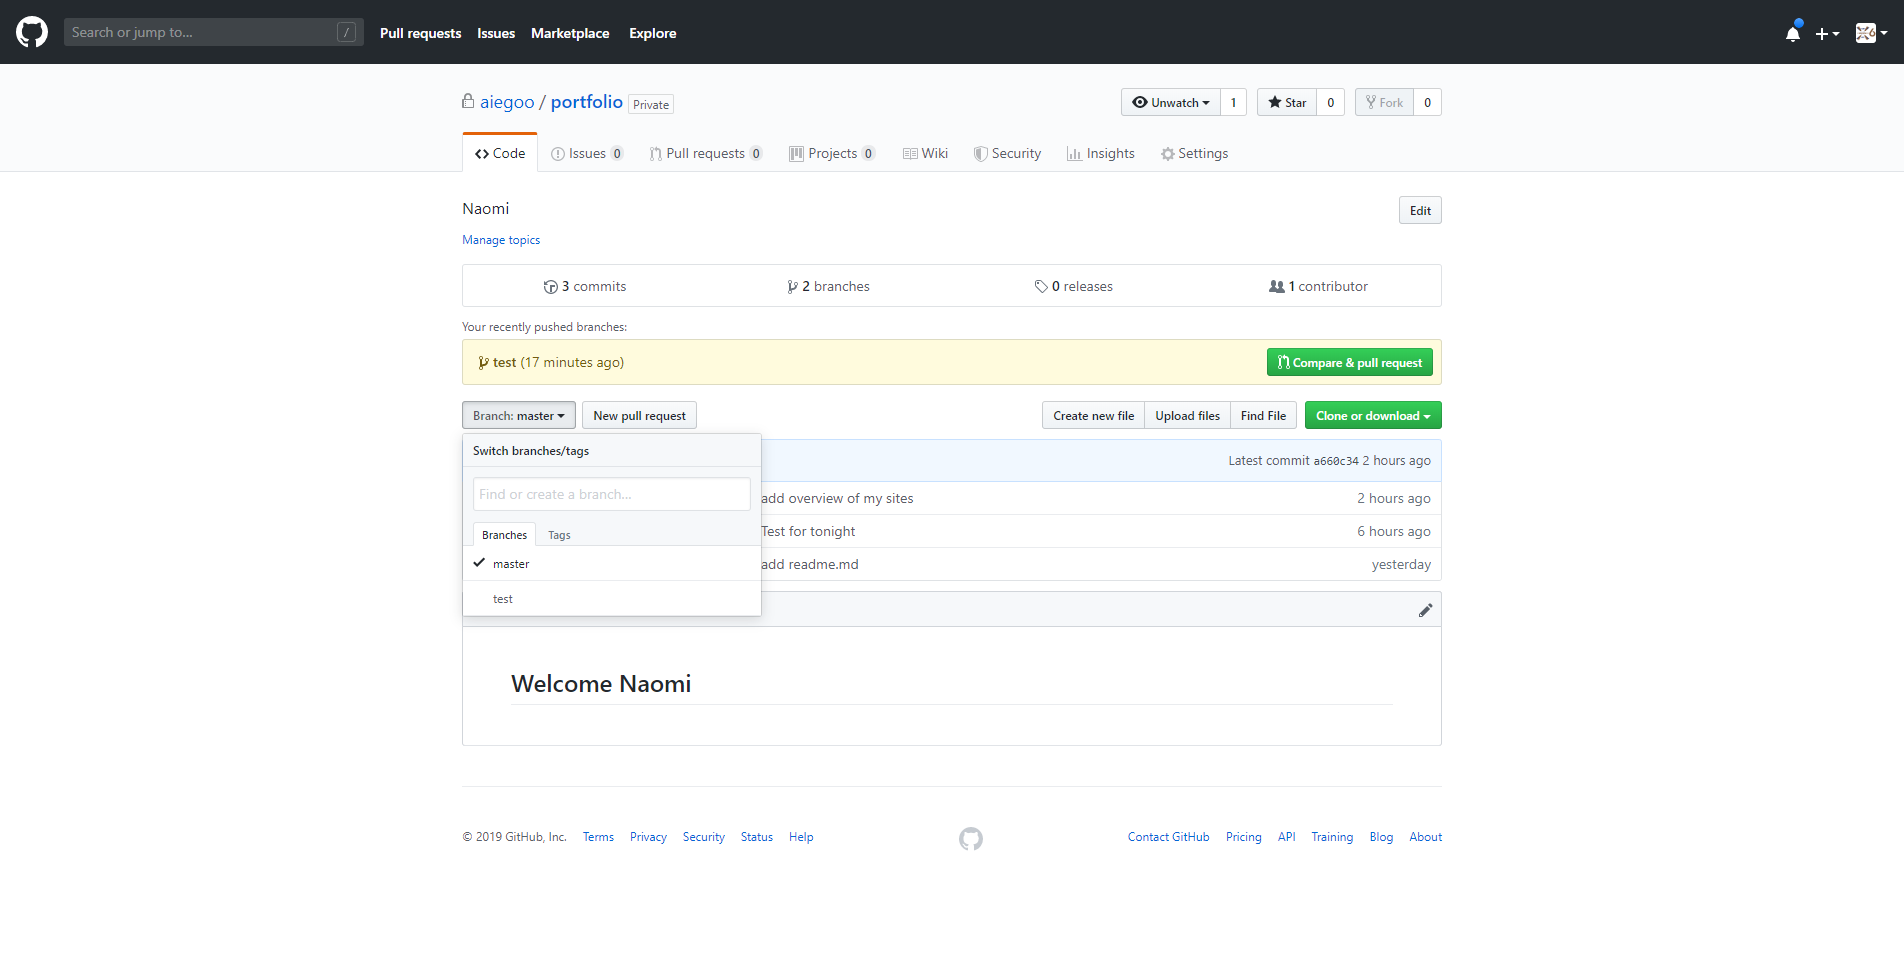 Search or jump to... /
Pull requests Issues Marketplace Explore
aiegoo / portfolio Private
Unwatch 1 Star 0 Fork 0
Code Issues 0 Pull requests 0 Projects 0 Wiki Security Insights Settings
Naomi
Edit
Manage topics
3 commits 2 branches 0 releases 1 contributor
Your recently pushed branches:
test (17 minutes ago) Compare & pull request
Branch: master New pull request Create new file Upload files Find File Clone or download
Switch branches/tags
Latest commit a660c34 2 hours ago
Find or create a branch...
add overview of my sites 2 hours ago
Branches Tags
Test for tonight 6 hours ago
master
add readme.md yesterday
test
Welcome Naomi
© 2019 GitHub, Inc. Terms Privacy Security Status Help Contact GitHub Pricing API Training Blog About